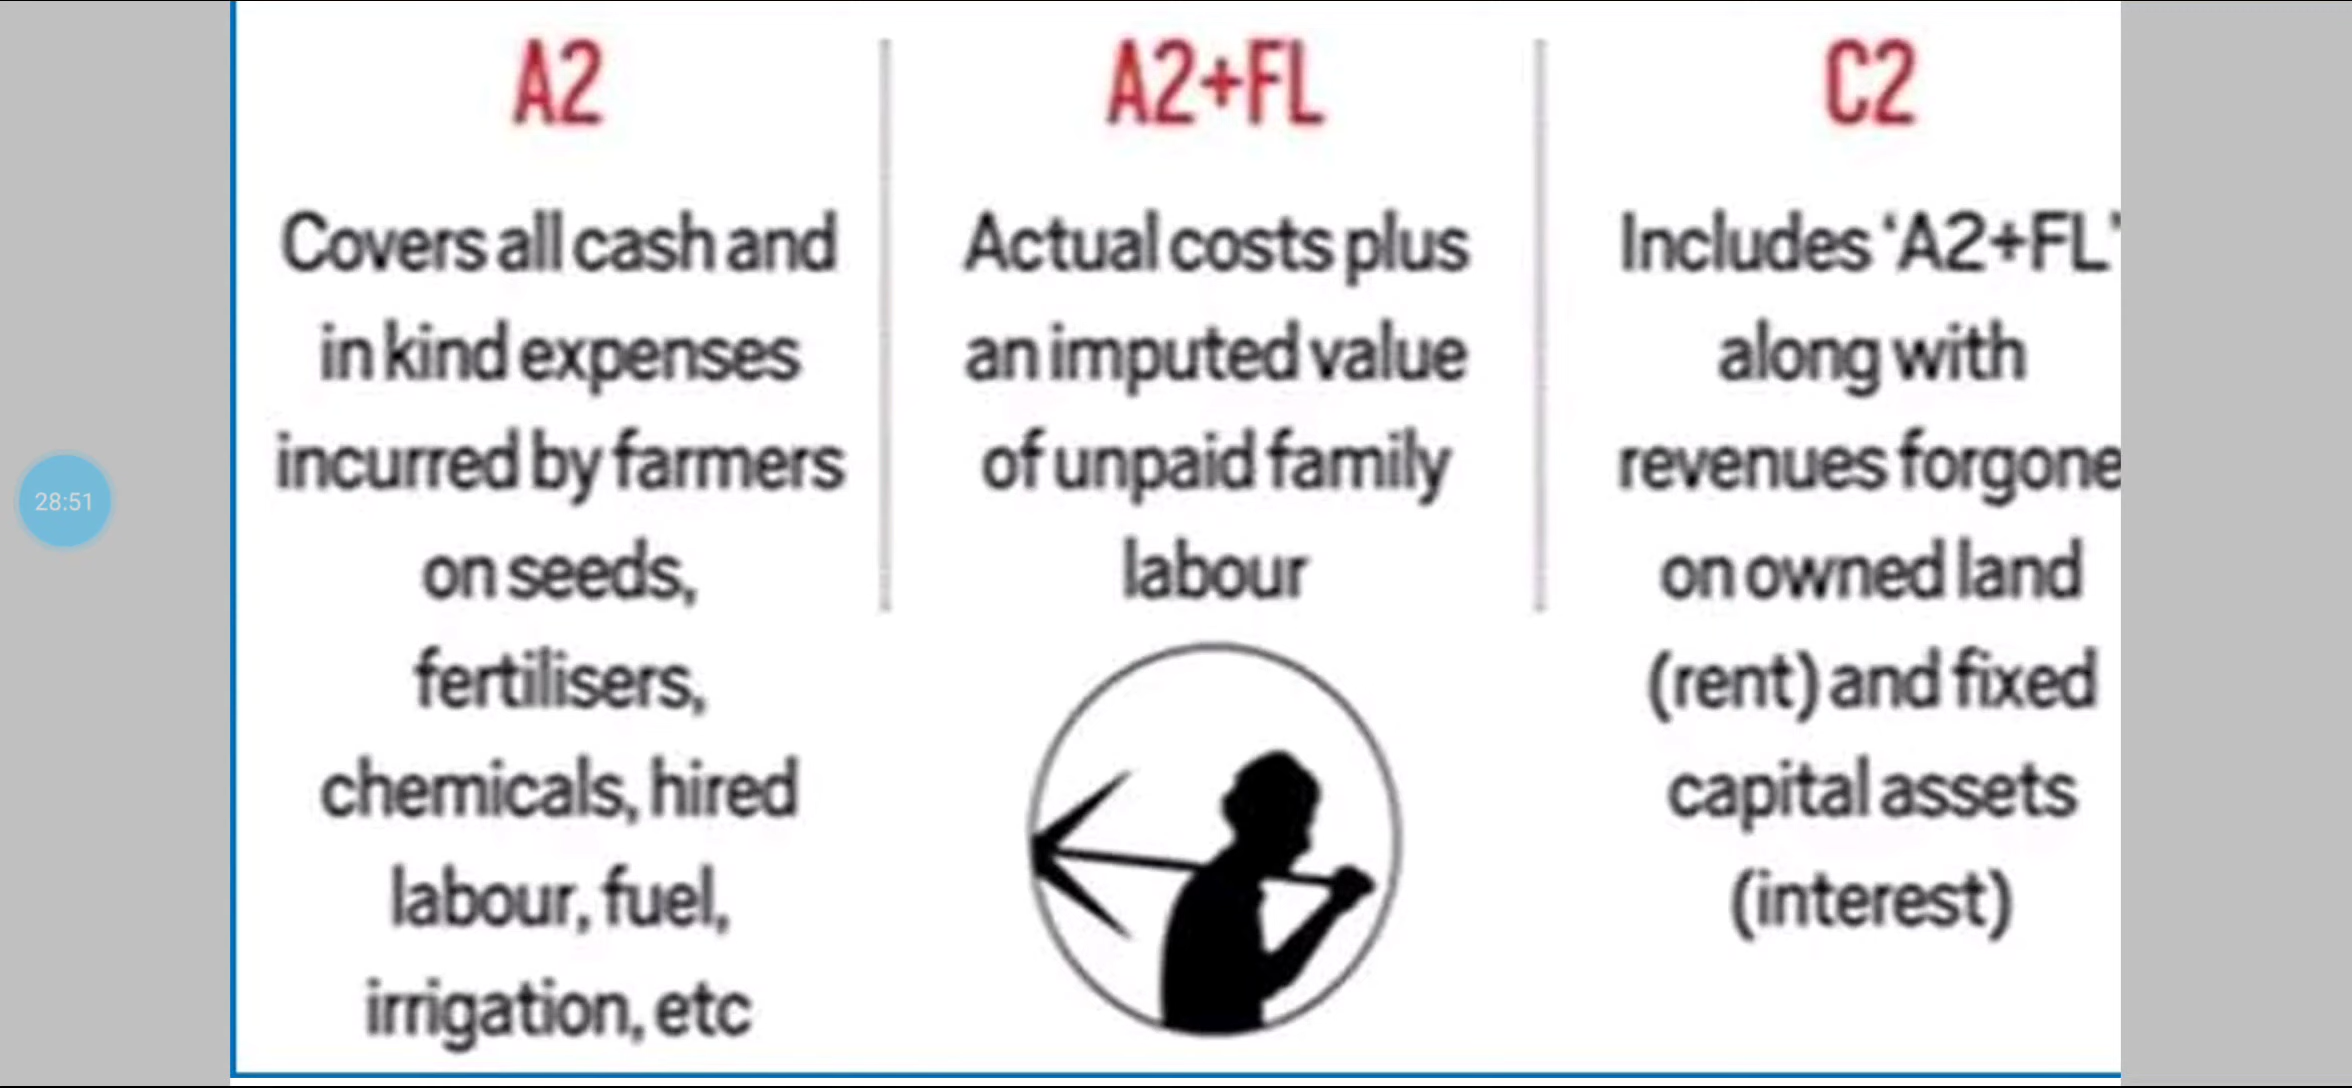 A2
Covers all cash and
in kind expenses
incurred by farmers
on seeds,
fertilisers,
chemicals, hired
labour, fuel,
irrigation, etc
A2+FL
Actual costs plus
an imputed value
of unpaid family
labour
C2
Includes ‘A2+FL’
along with
revenues forgone
on owned land
(rent) and fixed
capital assets
(interest)
28:51